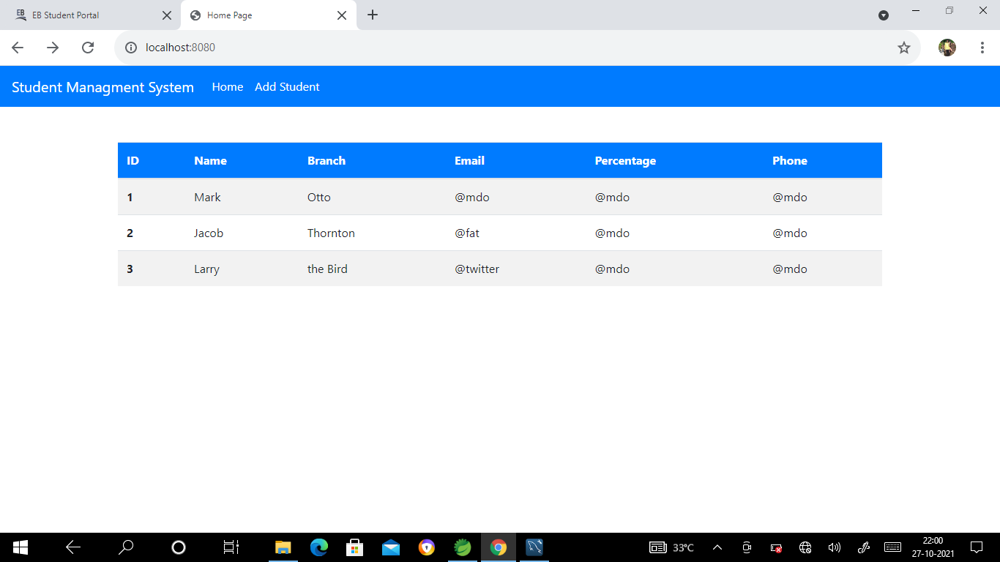 EB EB Student Portal Home Page
localhost:8080
Student Managment System Home Add Student
ID Name Branch Email Percentage Phone
1 Mark Otto @mdo @mdo @mdo
2 Jacob Thornton @fat @mdo @mdo
3 Larry the Bird @twitter @mdo @mdo
33°C
22:00
27-10-2021